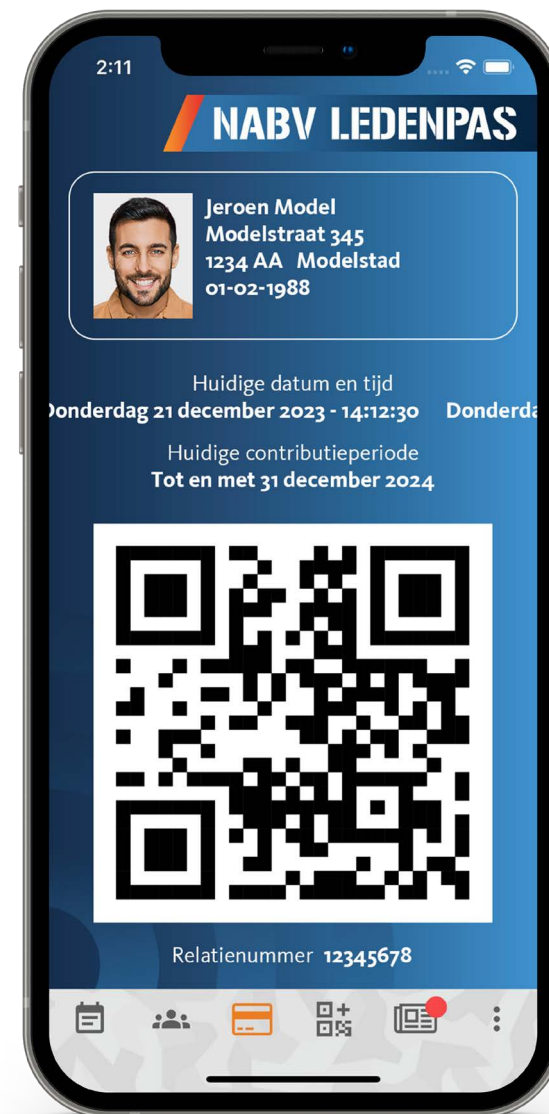 2:11
NABV LEDENPAS
Jeroen Model
Modelstraat 345
1234 AA Modelstad
01-02-1988
Huidige datum en tijd
Donderdag 21 december 2023 - 14:12:30 Donderda
Huidige contributieperiode
Tot en met 31 december 2024
Relatienummer 12345678